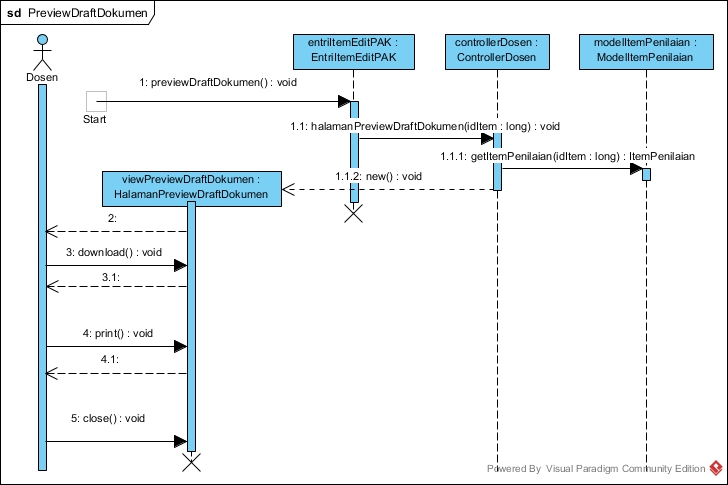 sd PreviewDraftDokumen
entriItemEditPAK :
EntriItemEditPAK
controllerDosen :
ControllerDosen
modelItemPenilaian :
ModelItemPenilaian
Dosen
1: previewDraftDokumen() : void
Start
1.1: halamanPreviewDraftDokumen(idItem : long) : void
1.1.1: getItemPenilaian(idItem : long) : ItemPenilaian
1.1.2: new() : void
viewPreviewDraftDokumen :
HalamanPreviewDraftDokumen
2:
3: download() : void
3.1:
4: print() : void
4.1:
5: close() : void
Powered By Visual Paradigm Community Edition